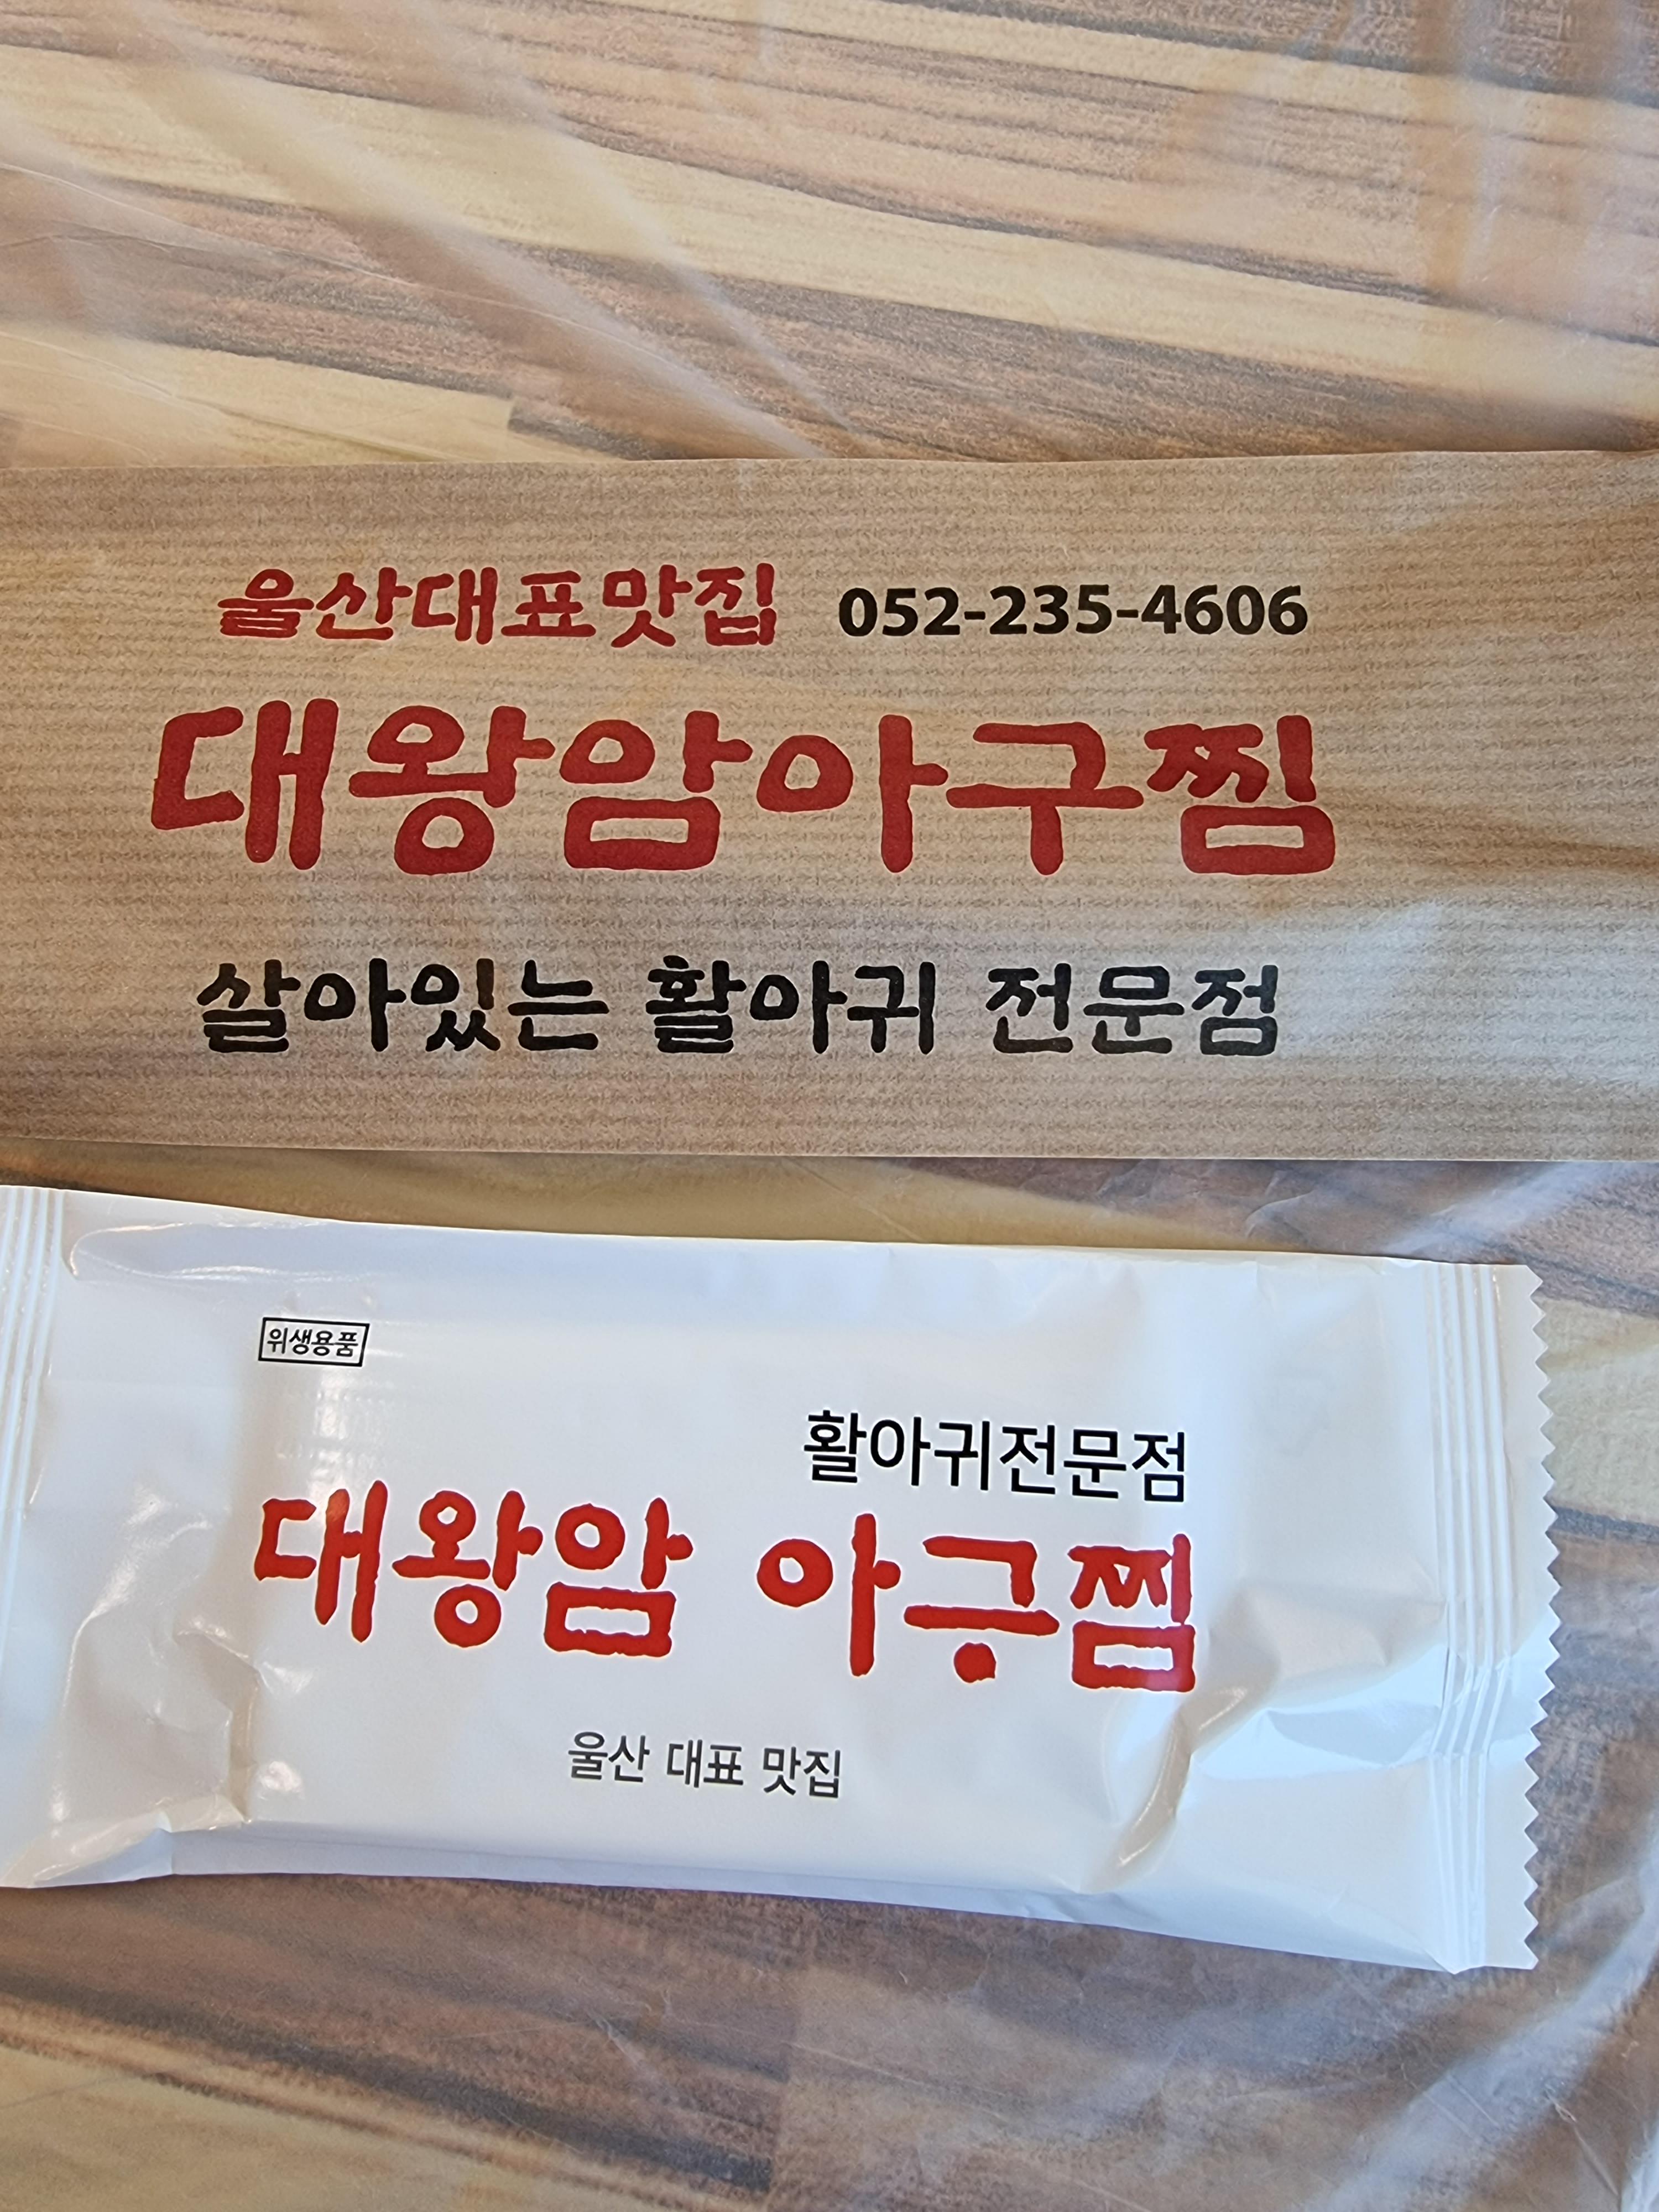 울산대표맛집 052-235-4606
대왕암아구찜
살아있는 활아귀 전문점
위생용품
활아귀전문점
대왕암 아구찜
울산 대표 맛집